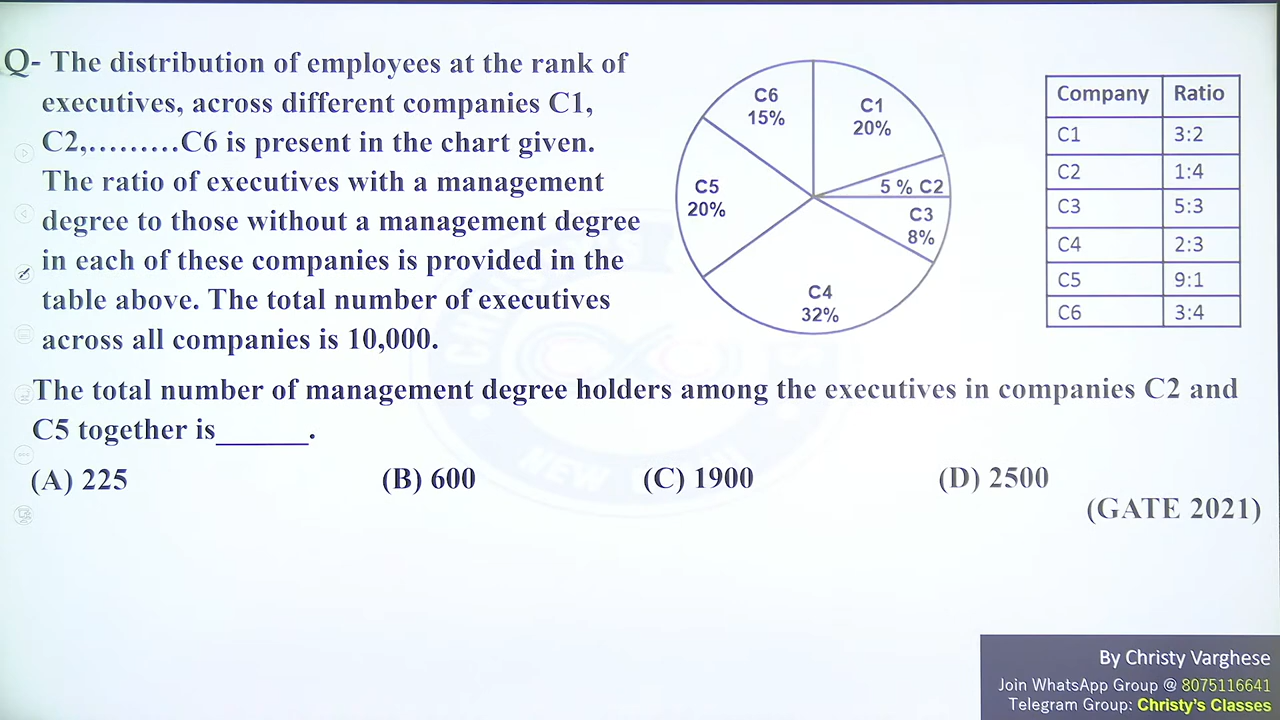 Q- The distribution of employees at the rank of
executives, across different companies C1,
C2,.........C6 is present in the chart given.
The ratio of executives with a management
degree to those without a management degree
in each of these companies is provided in the
table above. The total number of executives
across all companies is 10,000.
C6
15%
C1
20%
C5
20%
5 % C2
C3
8%
C4
32%
Company Ratio
C1 3:2
C2 1:4
C3 5:3
C4 2:3
C5 9:1
C6 3:4
The total number of management degree holders among the executives in companies C2 and
C5 together is______.
(A) 225 (B) 600 (C) 1900 (D) 2500
(GATE 2021)
By Christy Varghese
Join WhatsApp Group @ 8075116641
Telegram Group: Christy's Classes